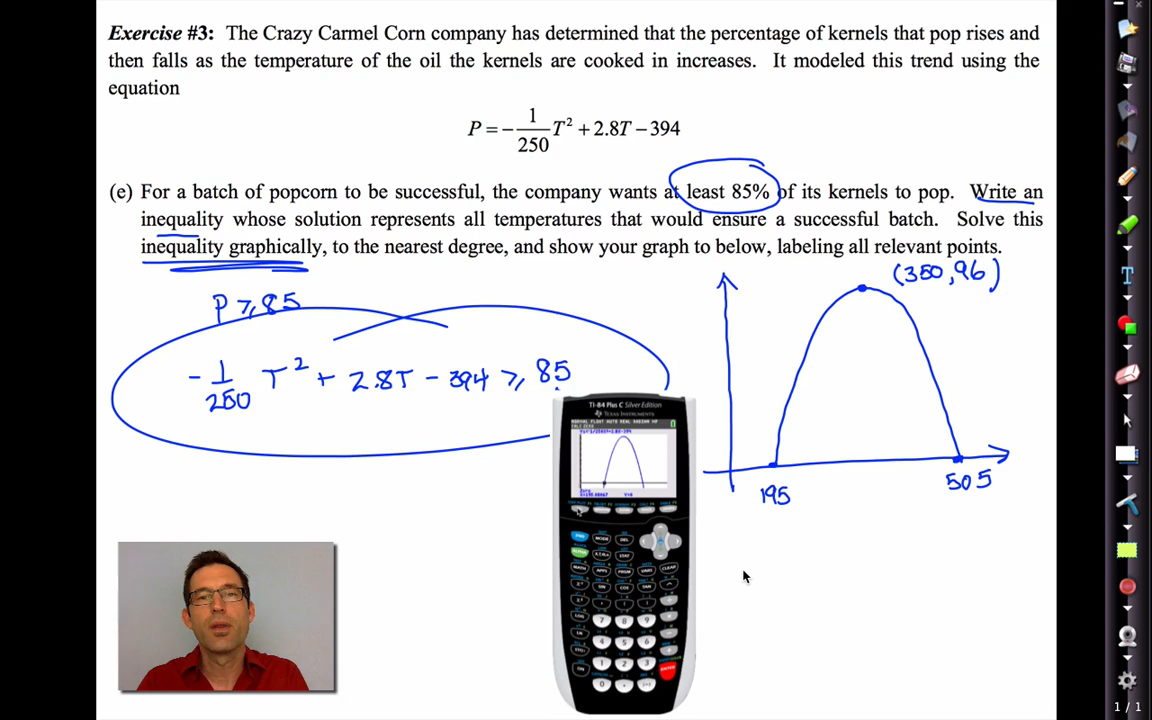 Exercise #3: The Crazy Carmel Corn company has determined that the percentage of kernels that pop rises and
then falls as the temperature of the oil the kernels are cooked in increases. It modeled this trend using the
equation
P = -1/250 T² + 2.8T - 394
(e) For a batch of popcorn to be successful, the company wants at least 85% of its kernels to pop. Write an
inequality whose solution represents all temperatures that would ensure a successful batch. Solve this
inequality graphically, to the nearest degree, and show your graph to below, labeling all relevant points.
(350,96)
P ≥ 85
-1/250 T² + 2.8T - 394 ≥ 85
195
505
TI-84 Plus C Silver Edition
TEXAS INSTRUMENTS
1 / 1